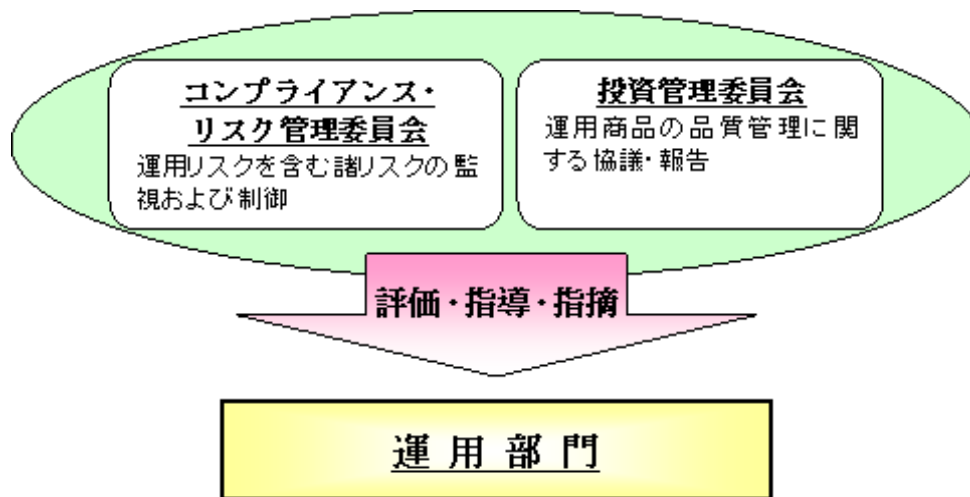 コンプライアンス・
リスク管理委員会
運用リスクを含む諸リスクの監
視および制御
投資管理委員会
運用商品の品質管理に関
する協議・報告
評価・指導・指摘
運用部門